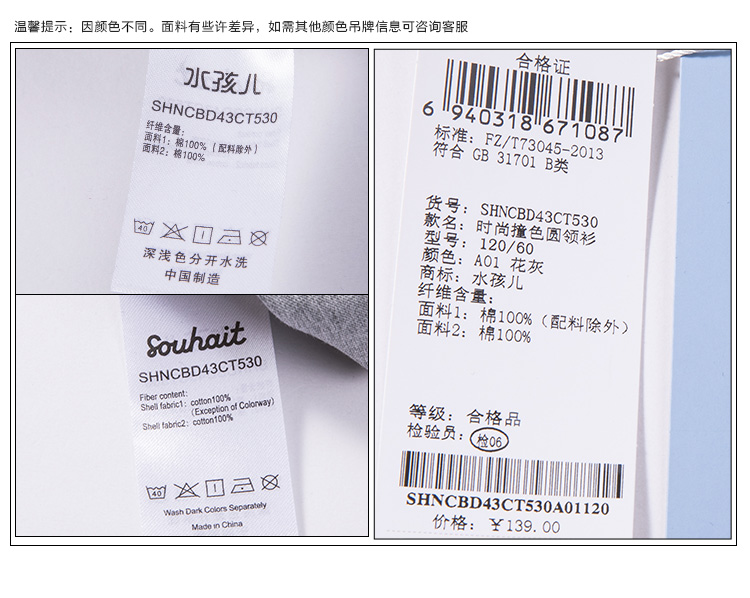 温馨提示：因颜色不同。面料有些许差异，如需其他颜色吊牌信息可咨询客服
水孩儿
SHNCBD43CT530
纤维含量:
面料1: 棉100% (配料除外)
面料2: 棉100%
40
深浅色分开水洗
中国制造
Souhait
SHNCBD43CT530
Fiber content:
Shell fabric1: cotton100%
(Exception of Colorway)
Shell fabric2: cotton100%
40
Wash Dark Colors Separately
Made in China
合格证
6 940318 671087
标准: FZ/T73045-2013
符合 GB 31701 B类
货号: SHNCBD43CT530
款名: 时尚撞色圆领衫
型号: 120/60
颜色: A01 花灰
商标: 水孩儿
纤维含量:
面料1: 棉100% (配料除外)
面料2: 棉100%
等级: 合格品
检验员: 检06
SHNCBD43CT530A01120
价格: ¥139.00